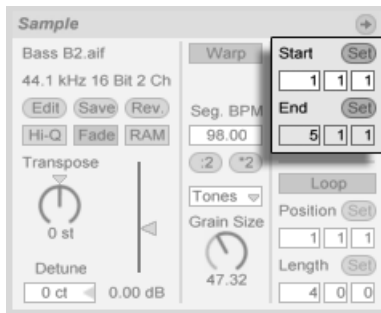 Sample
Bass B2.aif
44.1 kHz 16 Bit 2 Ch
Edit Save Rev.
Hi-Q Fade RAM
Transpose
0 st
Detune
0 ct 0.00 dB
Warp
Seg. BPM
98.00
:2 *2
Tones
Grain Size
47.32
Start Set
1 1 1
End Set
5 1 1
Loop
Position Set
1 1 1
Length Set
4 0 0